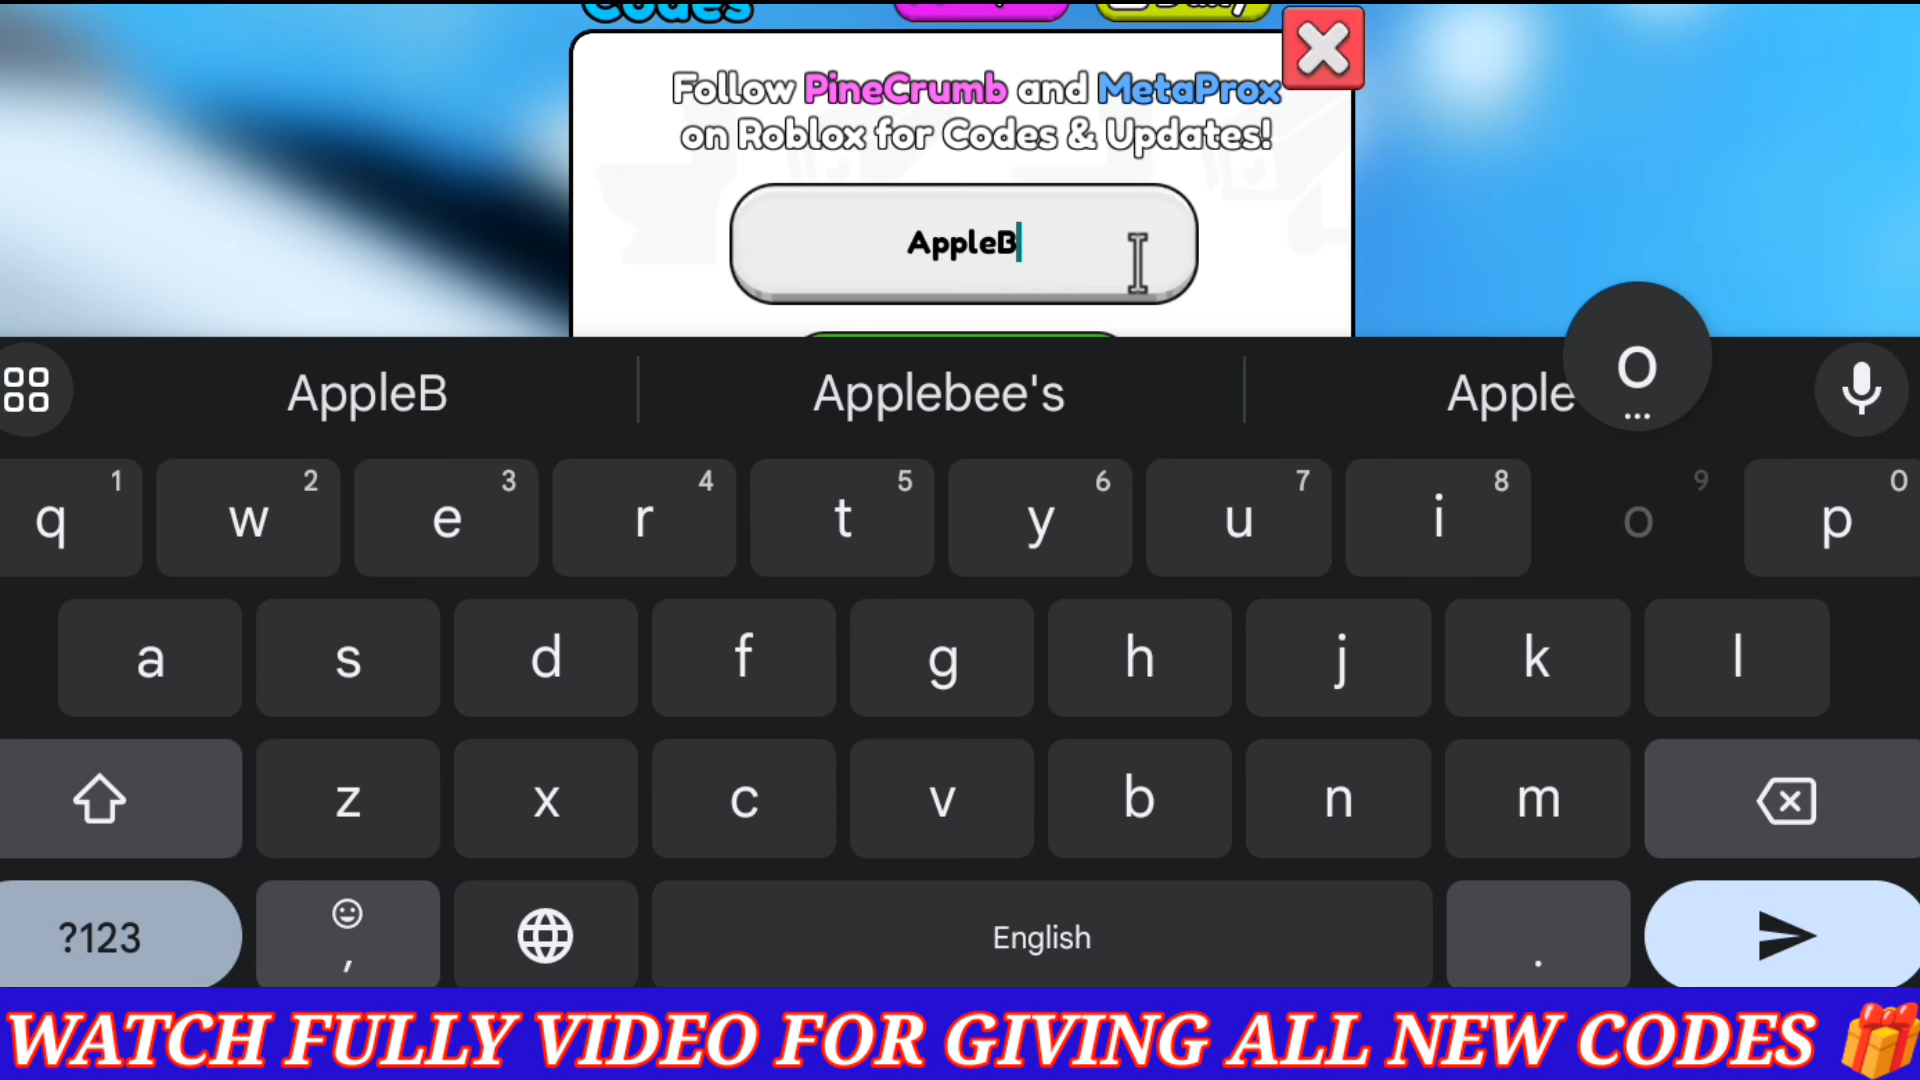 Codes
Follow PineCrumb and MetaProx
on Roblox for Codes & Updates!
AppleB
AppleB Applebee's Apple o
...
1 2 3 4 5 6 7 8 9 0
q w e r t y u i o p
a s d f g h j k l
z x c v b n m
?123 , English .
WATCH FULLY VIDEO FOR GIVING ALL NEW CODES